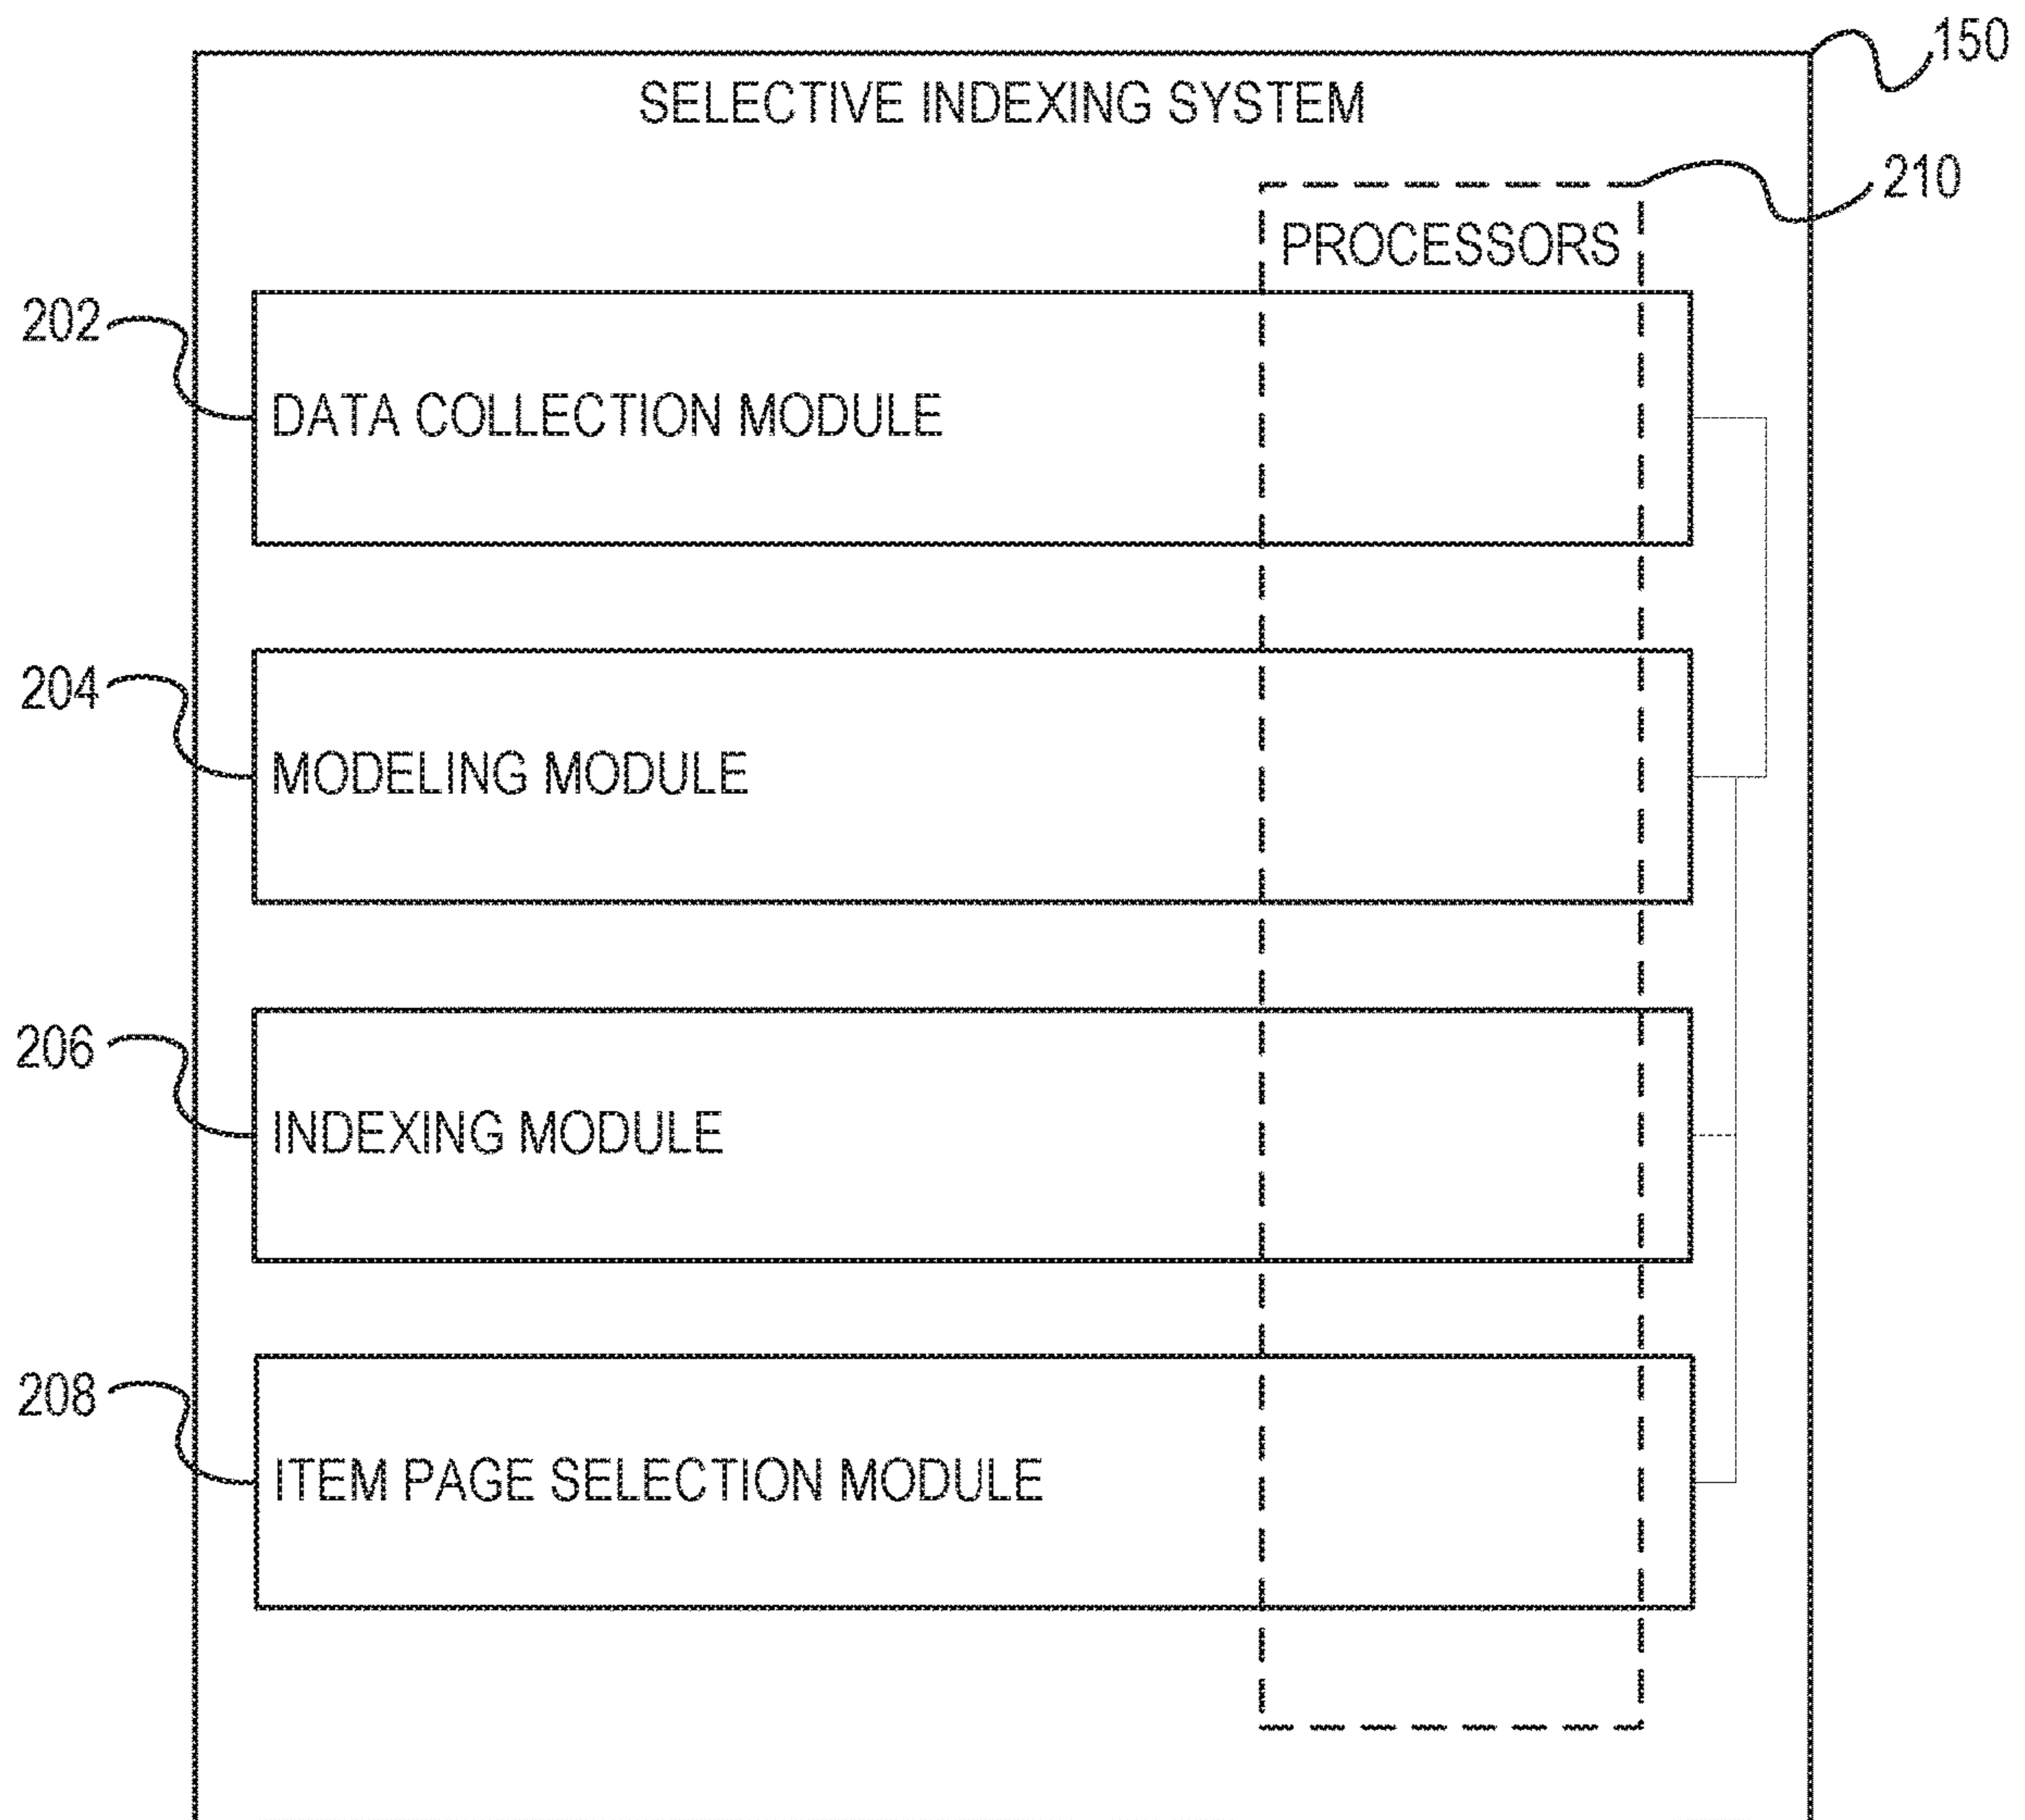 150
SELECTIVE INDEXING SYSTEM
210
PROCESSORS
202
DATA COLLECTION MODULE
204
MODELING MODULE
206
INDEXING MODULE
208
ITEM PAGE SELECTION MODULE